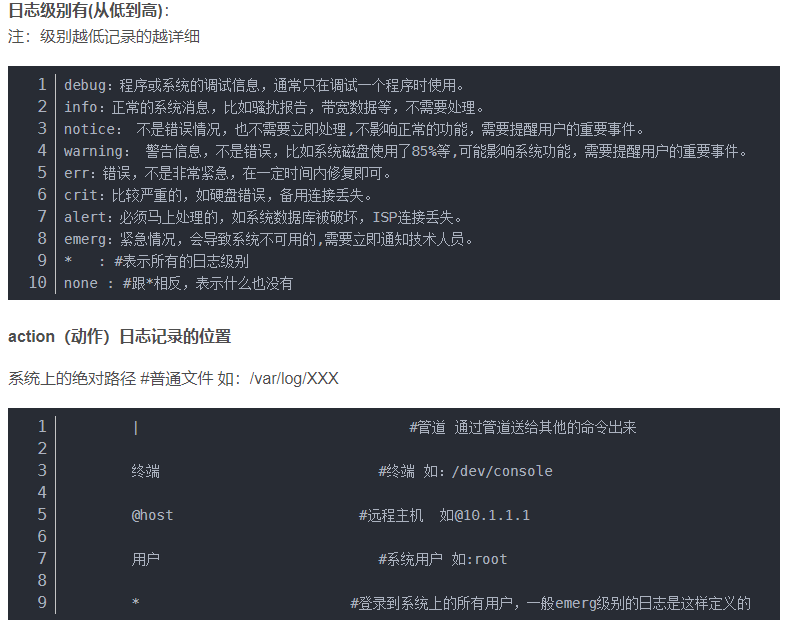 日志级别有(从低到高)：
注：级别越低记录的越详细
1 debug：程序或系统的调试信息，通常只在调试一个程序时使用。
2 info：正常的系统消息，比如骚扰报告，带宽数据等，不需要处理。
3 notice： 不是错误情况，也不需要立即处理,不影响正常的功能，需要提醒用户的重要事件。
4 warning： 警告信息，不是错误，比如系统磁盘使用了85%等,可能影响系统功能，需要提醒用户的重要事件。
5 err：错误，不是非常紧急，在一定时间内修复即可。
6 crit：比较严重的，如硬盘错误，备用连接丢失。
7 alert：必须马上处理的，如系统数据库被破坏，ISP连接丢失。
8 emerg：紧急情况，会导致系统不可用的,需要立即通知技术人员。
9 * ：#表示所有的日志级别
10 none : #跟*相反，表示什么也没有
action（动作）日志记录的位置
系统上的绝对路径 #普通文件 如： /var/log/XXX
1 | #管道 通过管道送给其他的命令出来
2
3 终端 #终端 如：/dev/console
4
5 @host #远程主机 如@10.1.1.1
6
7 用户 #系统用户 如:root
8
9 * #登录到系统上的所有用户，一般emerg级别的日志是这样定义的